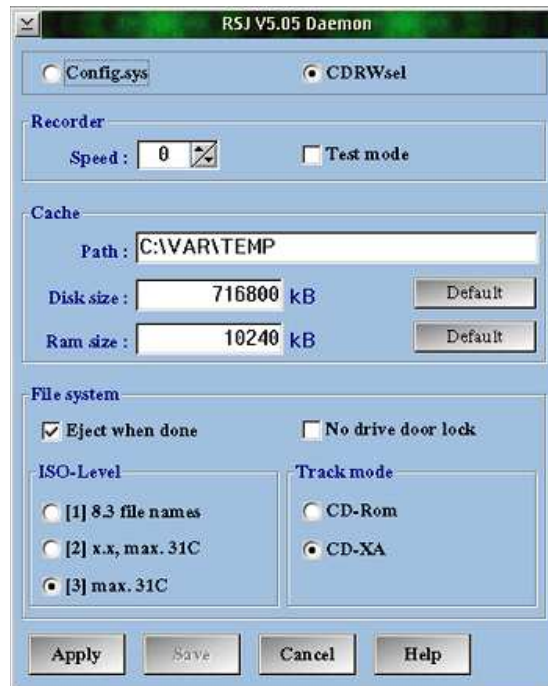 RSJ V5.05 Daemon
Config.sys CDRWsel
Recorder
Speed : 0 Test mode
Cache
Path : C:\VAR\TEMP
Disk size : 716800 kB Default
Ram size : 10240 kB Default
File system
Eject when done No drive door lock
ISO-Level Track mode
[1] 8.3 file names CD-Rom
[2] x.x, max. 31C CD-XA
[3] max. 31C
Apply Save Cancel Help